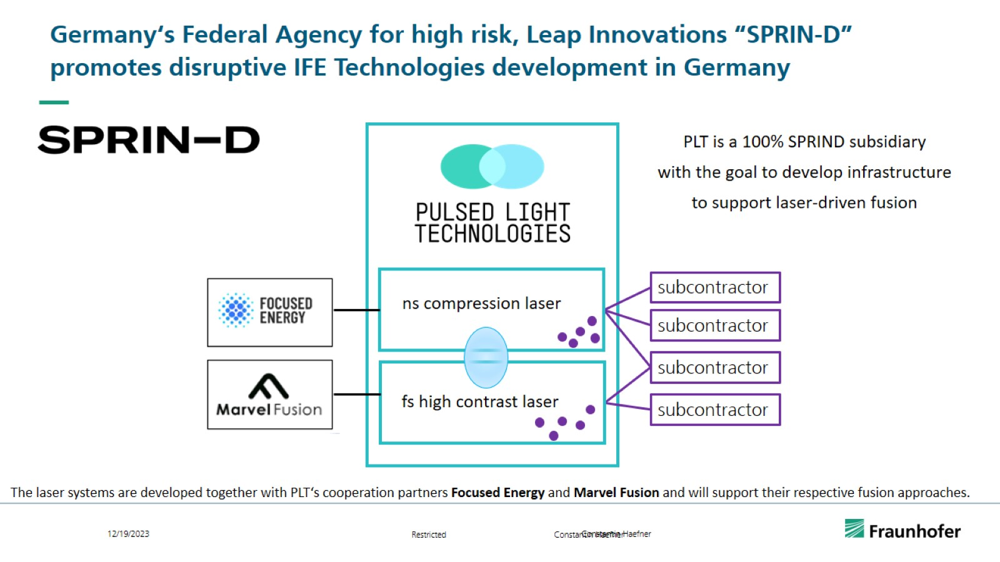 Germany‘s Federal Agency for high risk, Leap Innovations “SPRIN-D”
promotes disruptive IFE Technologies development in Germany
SPRIN–D
PULSED LIGHT
TECHNOLOGIES
PLT is a 100% SPRIND subsidiary
with the goal to develop infrastructure
to support laser-driven fusion
FOCUSED
ENERGY
ns compression laser
subcontractor
subcontractor
Marvel Fusion
fs high contrast laser
subcontractor
subcontractor
The laser systems are developed together with PLT‘s cooperation partners Focused Energy and Marvel Fusion and will support their respective fusion approaches.
12/19/2023
Restricted
Constantin Haefner
Constantin Haefner
Fraunhofer